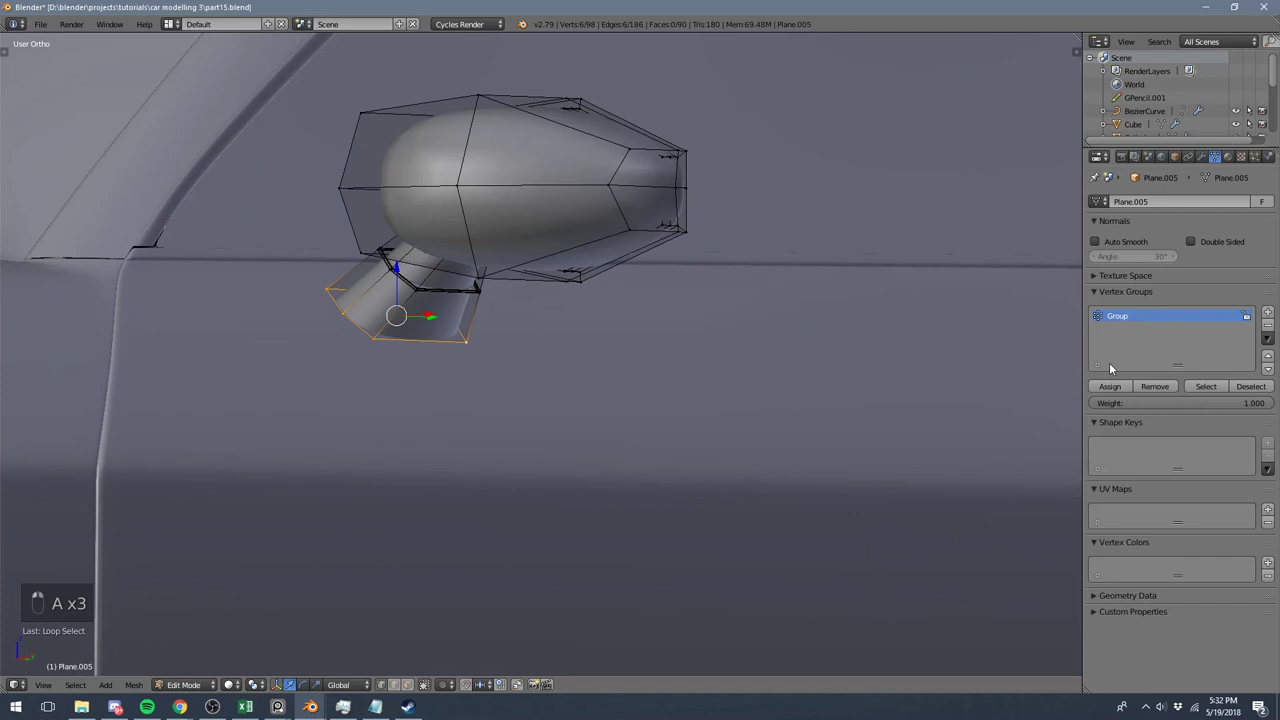 Blender* [D:\blender\projects\tutorials\car modelling 3\part15.blend]
File Render Window Help Default Scene Cycles Render v2.79 | Verts:6/98 | Edges:6/186 | Faces:0/90 | Tris:180 | Mem:69.48M | Plane.005
View Search All Scenes
User Ortho
Scene
RenderLayers
World
GPencil.001
BezierCurve
Cube
Plane.005 Plane.005
Plane.005 F
Normals
Auto Smooth Double Sided
Angle: 30°
Texture Space
Vertex Groups
Group
Assign Remove Select Deselect
Weight: 1.000
Shape Keys
UV Maps
Vertex Colors
Geometry Data
Custom Properties
A x3
Last: Loop Select
(1) Plane.005
View Select Add Mesh Edit Mode Global
5:32 PM
5/19/2018